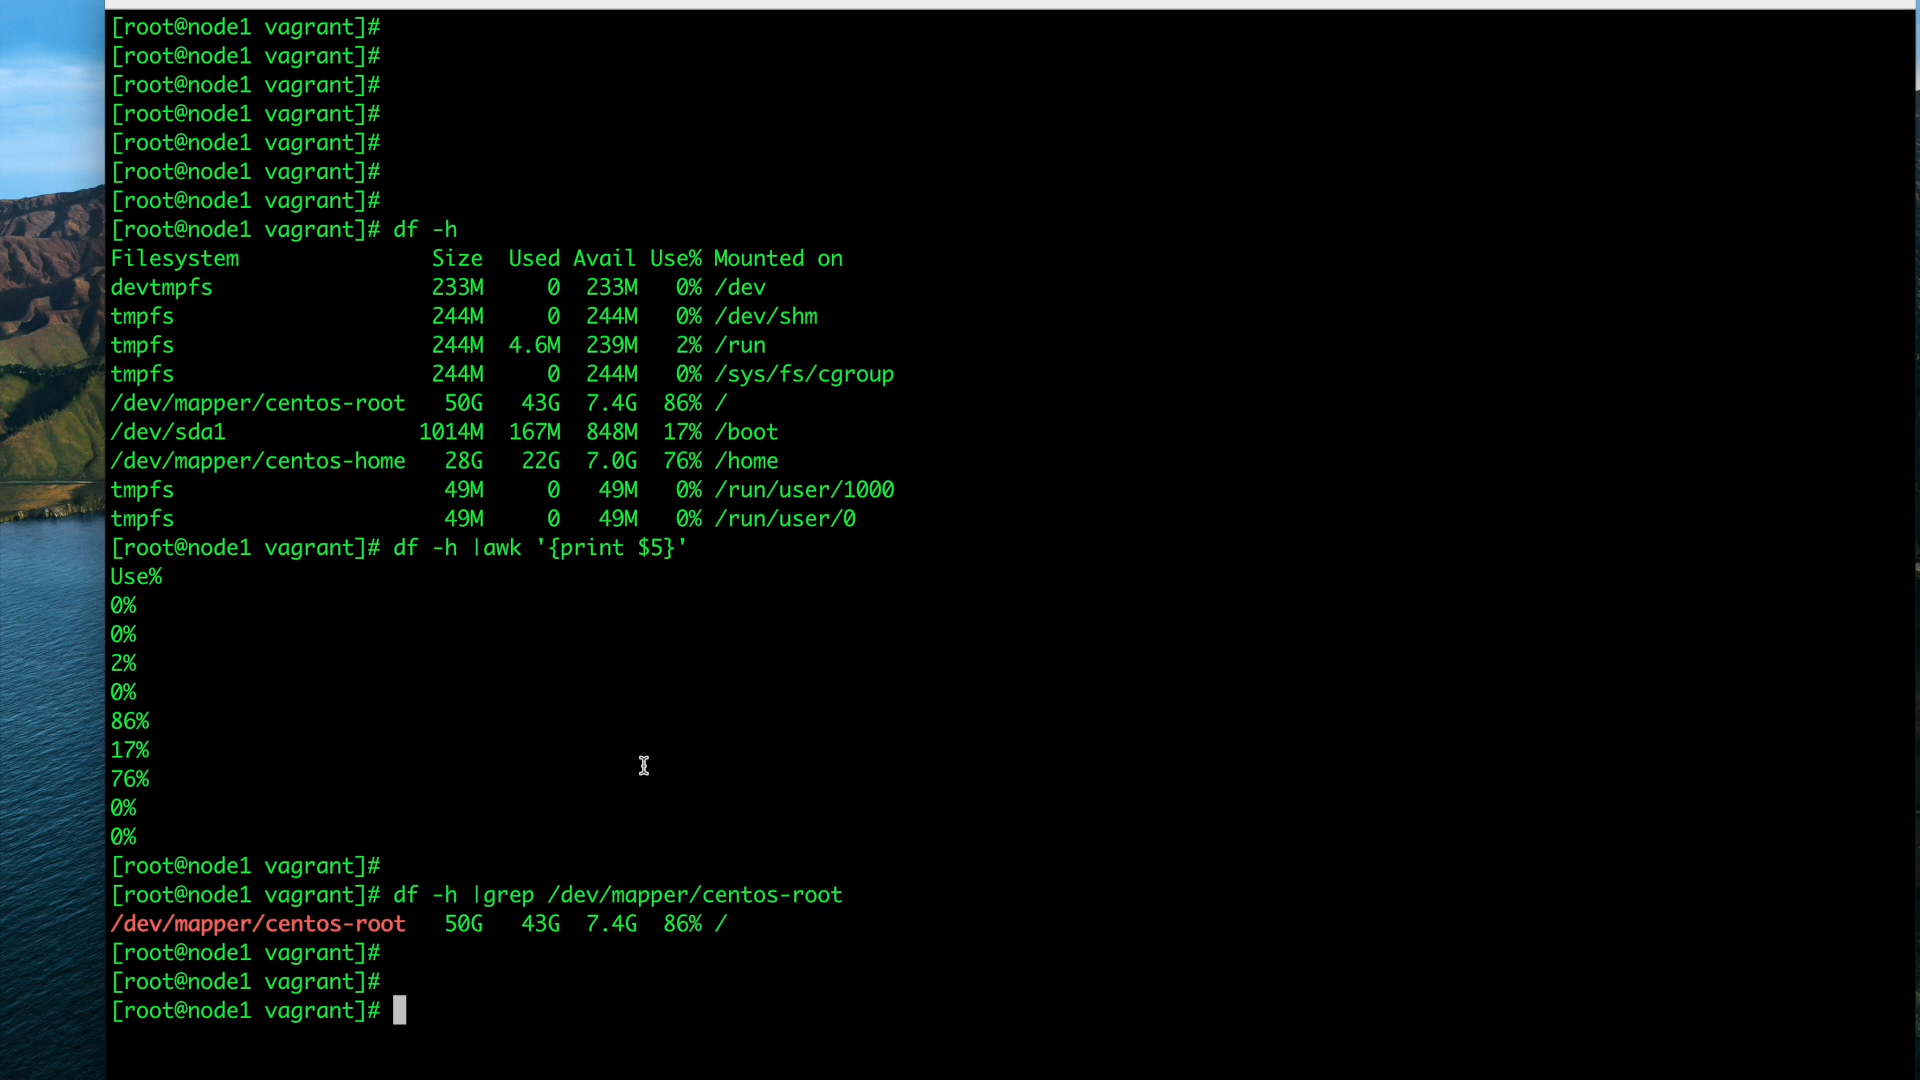 [root@node1 vagrant]#
[root@node1 vagrant]#
[root@node1 vagrant]#
[root@node1 vagrant]#
[root@node1 vagrant]#
[root@node1 vagrant]#
[root@node1 vagrant]#
[root@node1 vagrant]# df -h
Filesystem               Size  Used Avail Use% Mounted on
devtmpfs                 233M     0  233M   0% /dev
tmpfs                    244M     0  244M   0% /dev/shm
tmpfs                    244M  4.6M  239M   2% /run
tmpfs                    244M     0  244M   0% /sys/fs/cgroup
/dev/mapper/centos-root   50G   43G  7.4G  86% /
/dev/sda1               1014M  167M  848M  17% /boot
/dev/mapper/centos-home   28G   22G  7.0G  76% /home
tmpfs                     49M     0   49M   0% /run/user/1000
tmpfs                     49M     0   49M   0% /run/user/0
[root@node1 vagrant]# df -h |awk '{print $5}'
Use%
0%
0%
2%
0%
86%
17%
76%
0%
0%
[root@node1 vagrant]#
[root@node1 vagrant]# df -h |grep /dev/mapper/centos-root
/dev/mapper/centos-root   50G   43G  7.4G  86% /
[root@node1 vagrant]#
[root@node1 vagrant]#
[root@node1 vagrant]#